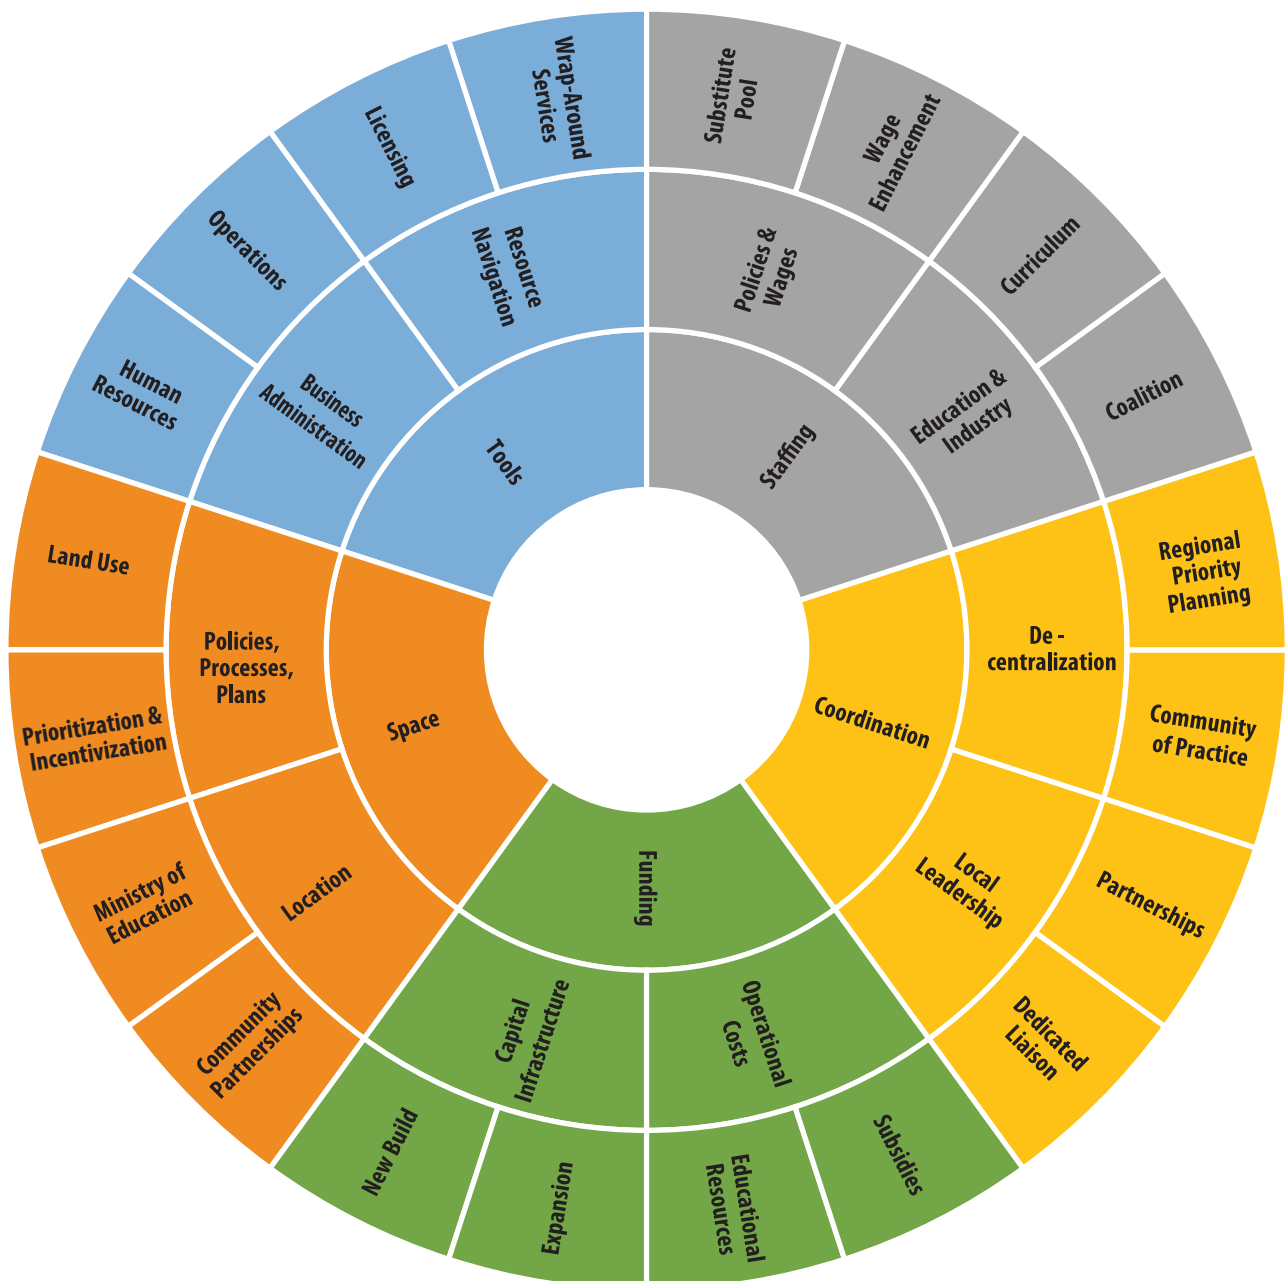 Wrap-Around
Services
Substitute
Pool
Wage
Enhancement
Curriculum
Coalition
Licensing
Operations
Human
Resources
Resource
Navigation
Business
Administration
Tools
Policies &
Wages
Education &
Industry
Staffing
Regional
Priority
Planning
Community
of Practice
Partnerships
Dedicated
Liaison
De -
centralization
Local
Leadership
Coordination
Land Use
Prioritization &
Incentivization
Ministry of
Education
Community
Partnerships
Policies,
Processes,
Plans
Location
Space
Funding
Capital
Infrastructure
Operational
Costs
New Build
Expansion
Educational
Resources
Subsidies